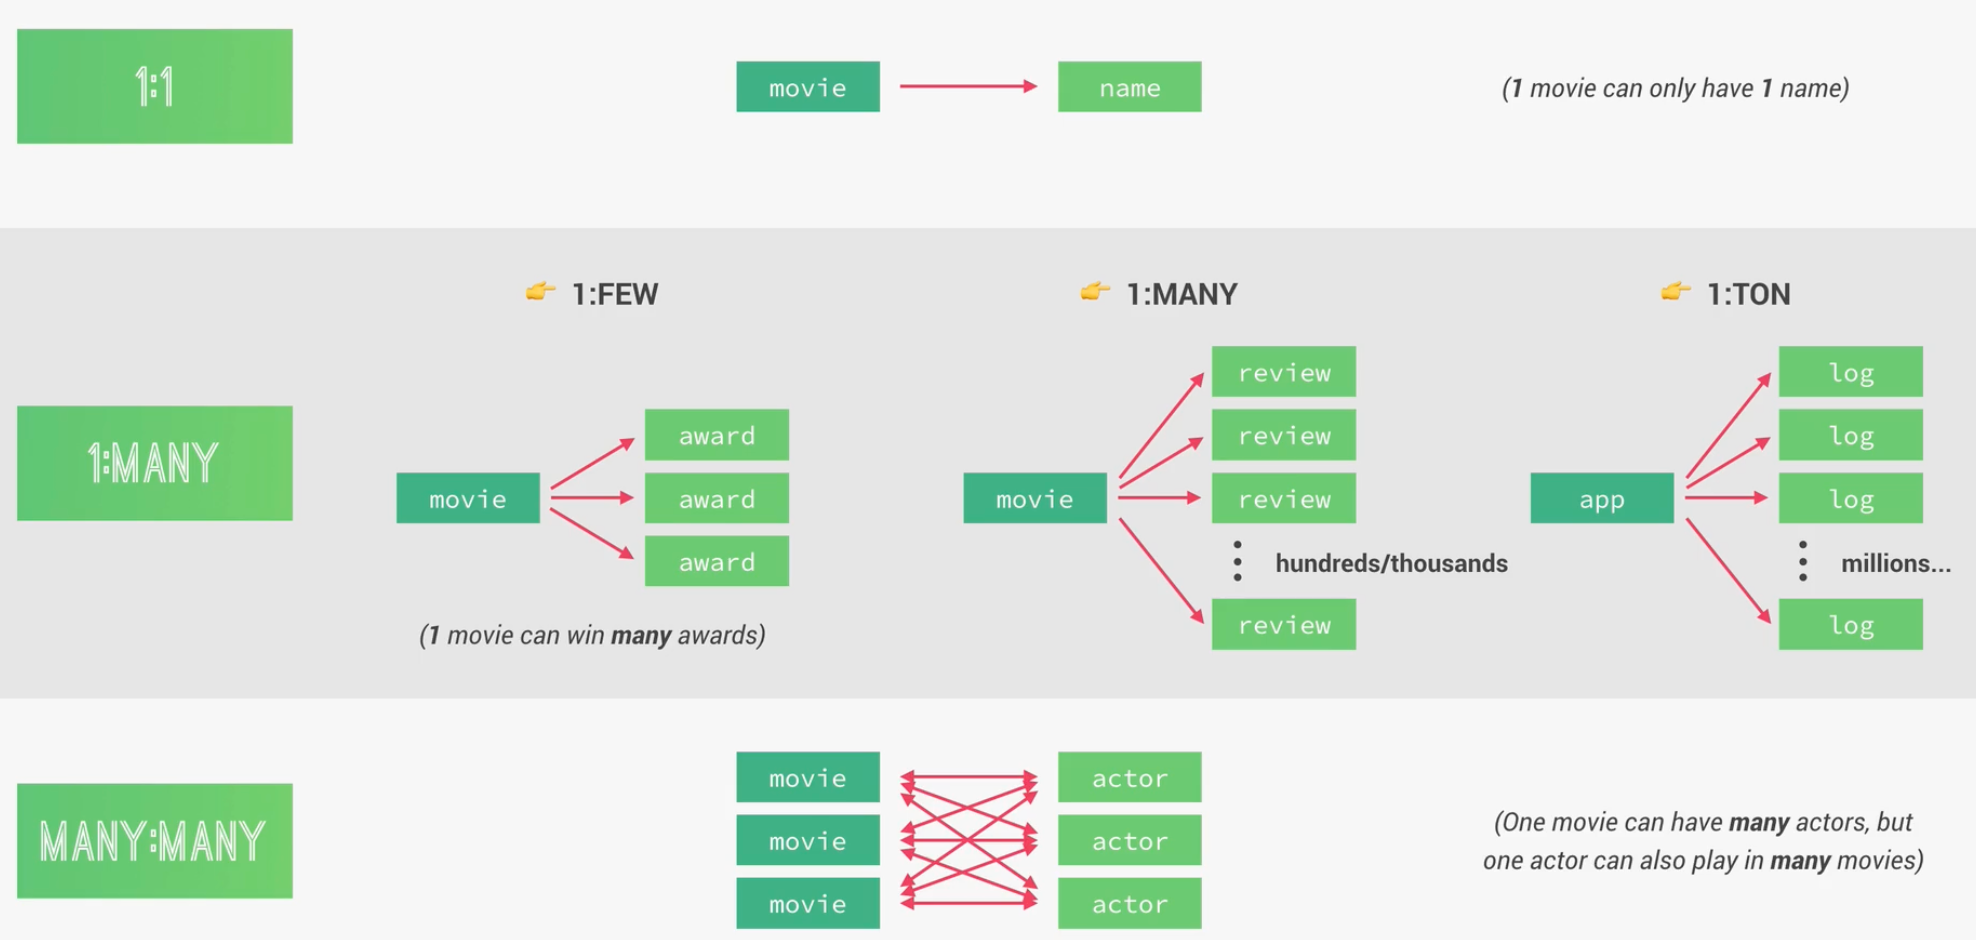 1:1
movie
name
(1 movie can only have 1 name)
1:MANY
👉 1:FEW
movie
award
award
award
(1 movie can win many awards)
👉 1:MANY
movie
review
review
review
hundreds/thousands
review
👉 1:TON
app
log
log
log
millions...
log
MANY:MANY
movie
movie
movie
actor
actor
actor
(One movie can have many actors, but
one actor can also play in many movies)